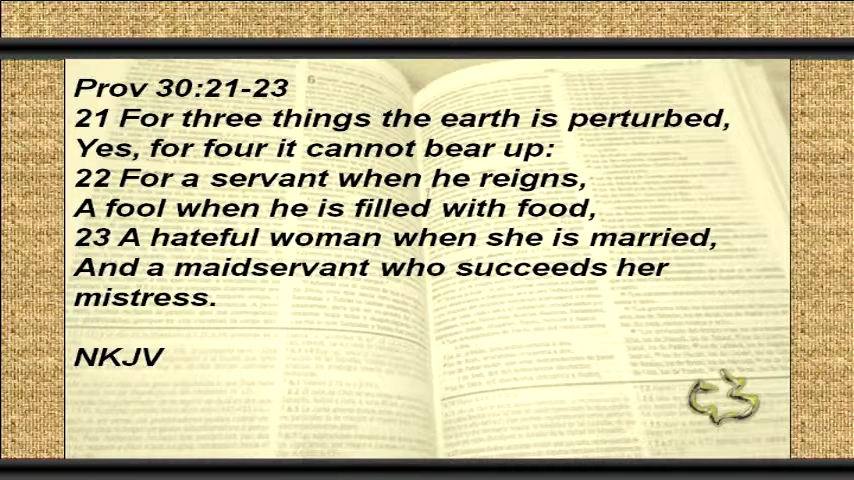 Prov 30:21-23
21 For three things the earth is perturbed,
Yes, for four it cannot bear up:
22 For a servant when he reigns,
A fool when he is filled with food,
23 A hateful woman when she is married,
And a maidservant who succeeds her
mistress.
NKJV